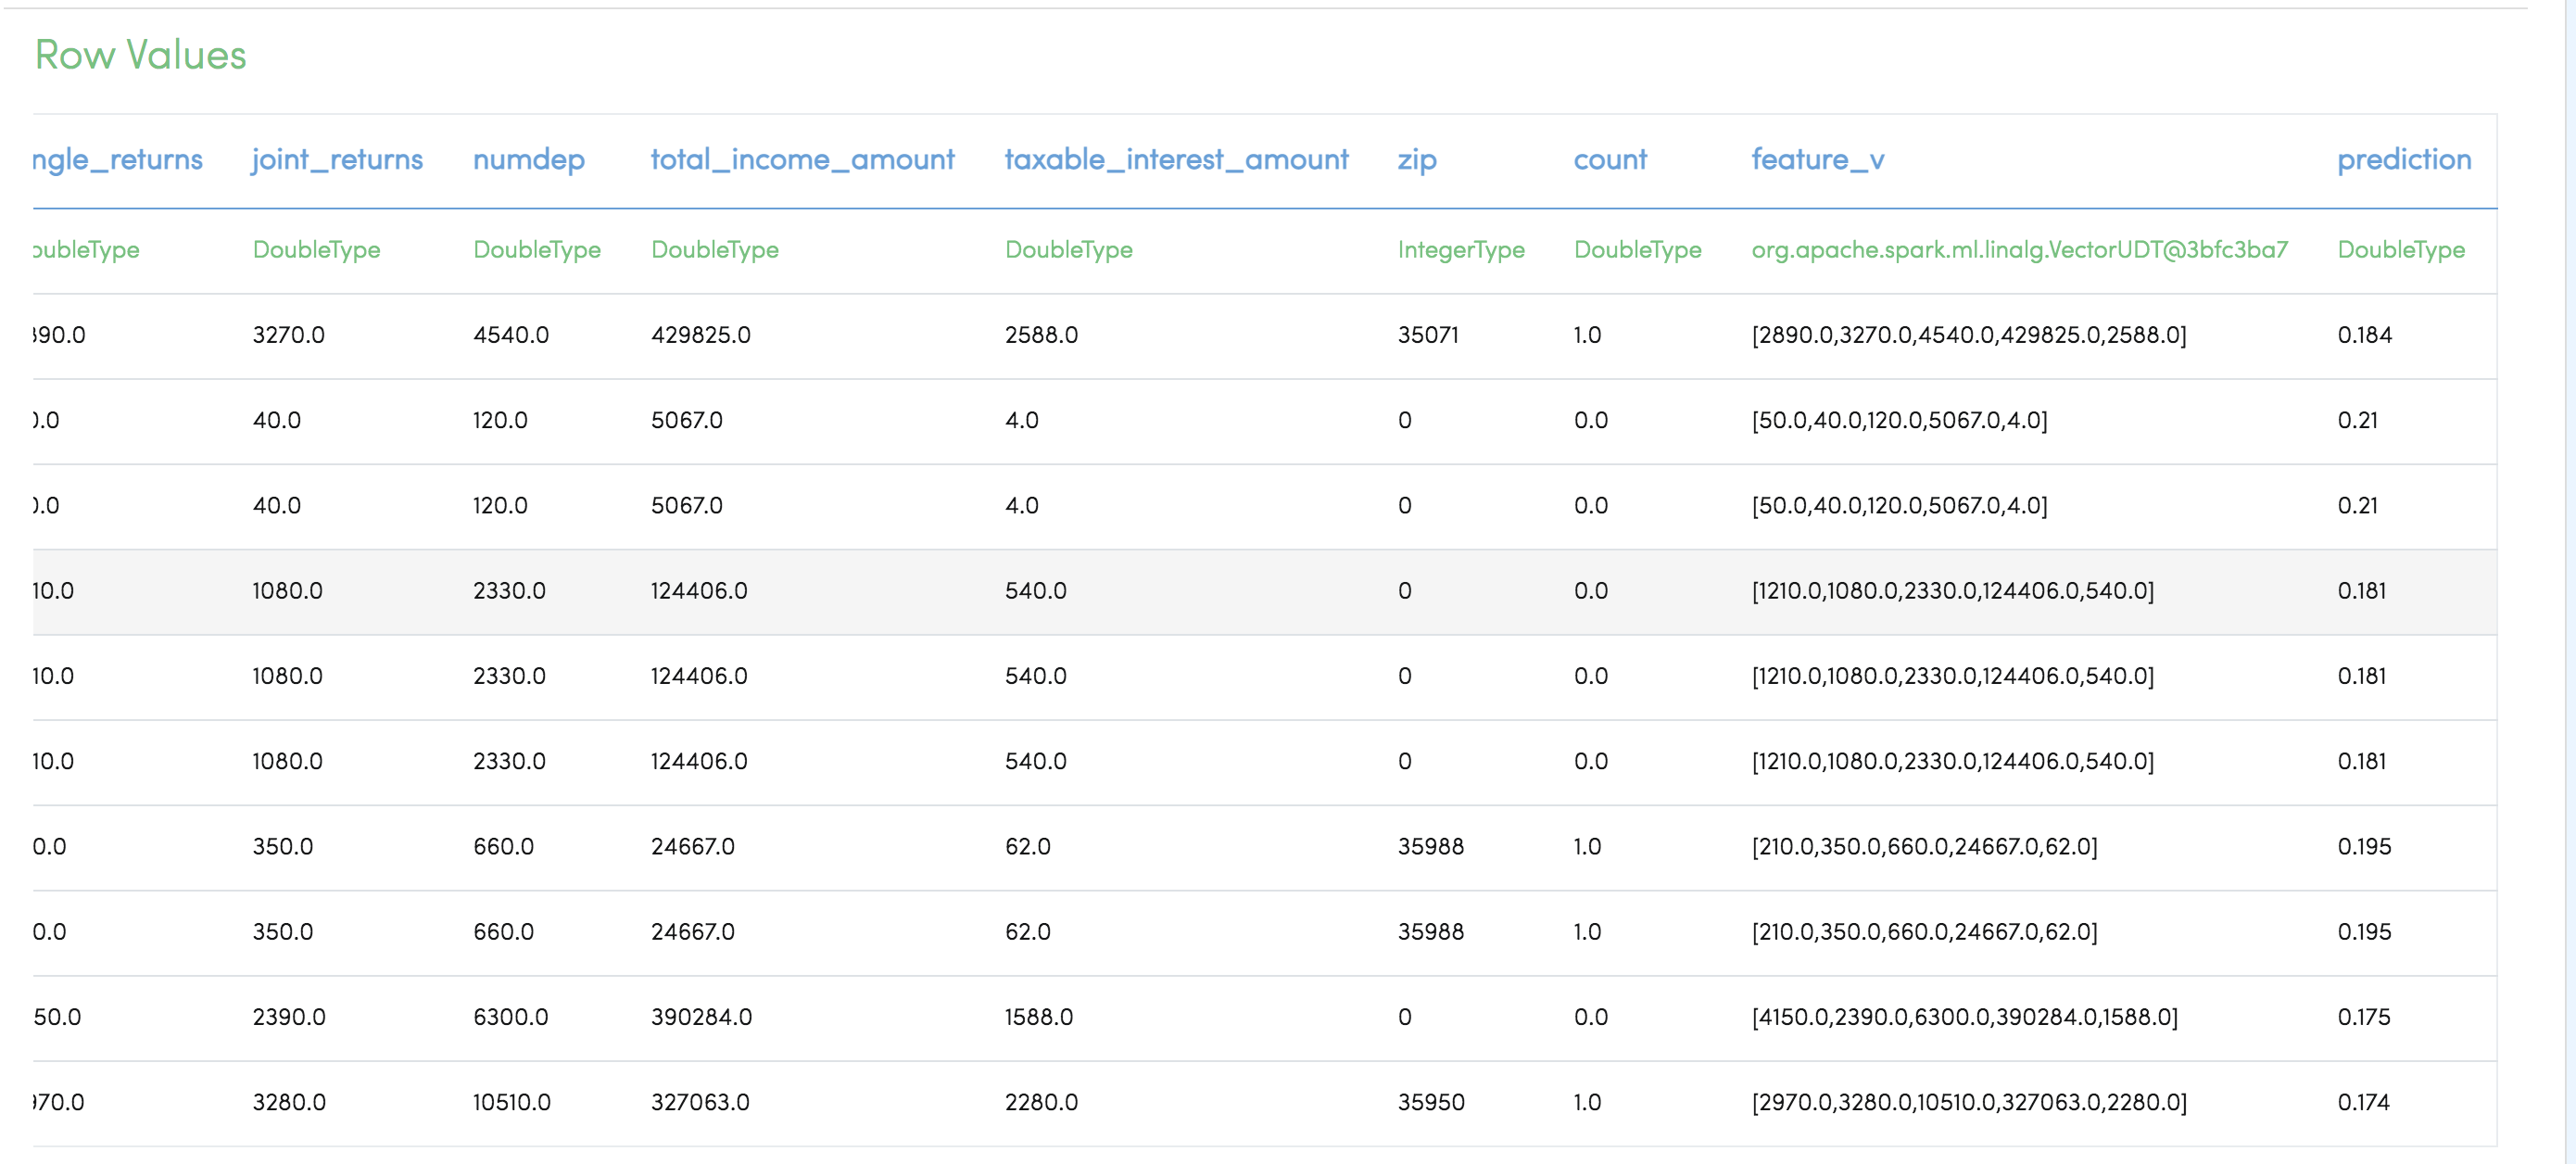 Row Values
ngle_returns joint_returns numdep total_income_amount taxable_interest_amount zip count feature_v prediction
oubleType DoubleType DoubleType DoubleType DoubleType IntegerType DoubleType org.apache.spark.ml.linalg.VectorUDT@3bfc3ba7 DoubleType
90.0 3270.0 4540.0 429825.0 2588.0 35071 1.0 [2890.0,3270.0,4540.0,429825.0,2588.0] 0.184
.0 40.0 120.0 5067.0 4.0 0 0.0 [50.0,40.0,120.0,5067.0,4.0] 0.21
.0 40.0 120.0 5067.0 4.0 0 0.0 [50.0,40.0,120.0,5067.0,4.0] 0.21
10.0 1080.0 2330.0 124406.0 540.0 0 0.0 [1210.0,1080.0,2330.0,124406.0,540.0] 0.181
10.0 1080.0 2330.0 124406.0 540.0 0 0.0 [1210.0,1080.0,2330.0,124406.0,540.0] 0.181
10.0 1080.0 2330.0 124406.0 540.0 0 0.0 [1210.0,1080.0,2330.0,124406.0,540.0] 0.181
0.0 350.0 660.0 24667.0 62.0 35988 1.0 [210.0,350.0,660.0,24667.0,62.0] 0.195
0.0 350.0 660.0 24667.0 62.0 35988 1.0 [210.0,350.0,660.0,24667.0,62.0] 0.195
50.0 2390.0 6300.0 390284.0 1588.0 0 0.0 [4150.0,2390.0,6300.0,390284.0,1588.0] 0.175
70.0 3280.0 10510.0 327063.0 2280.0 35950 1.0 [2970.0,3280.0,10510.0,327063.0,2280.0] 0.174